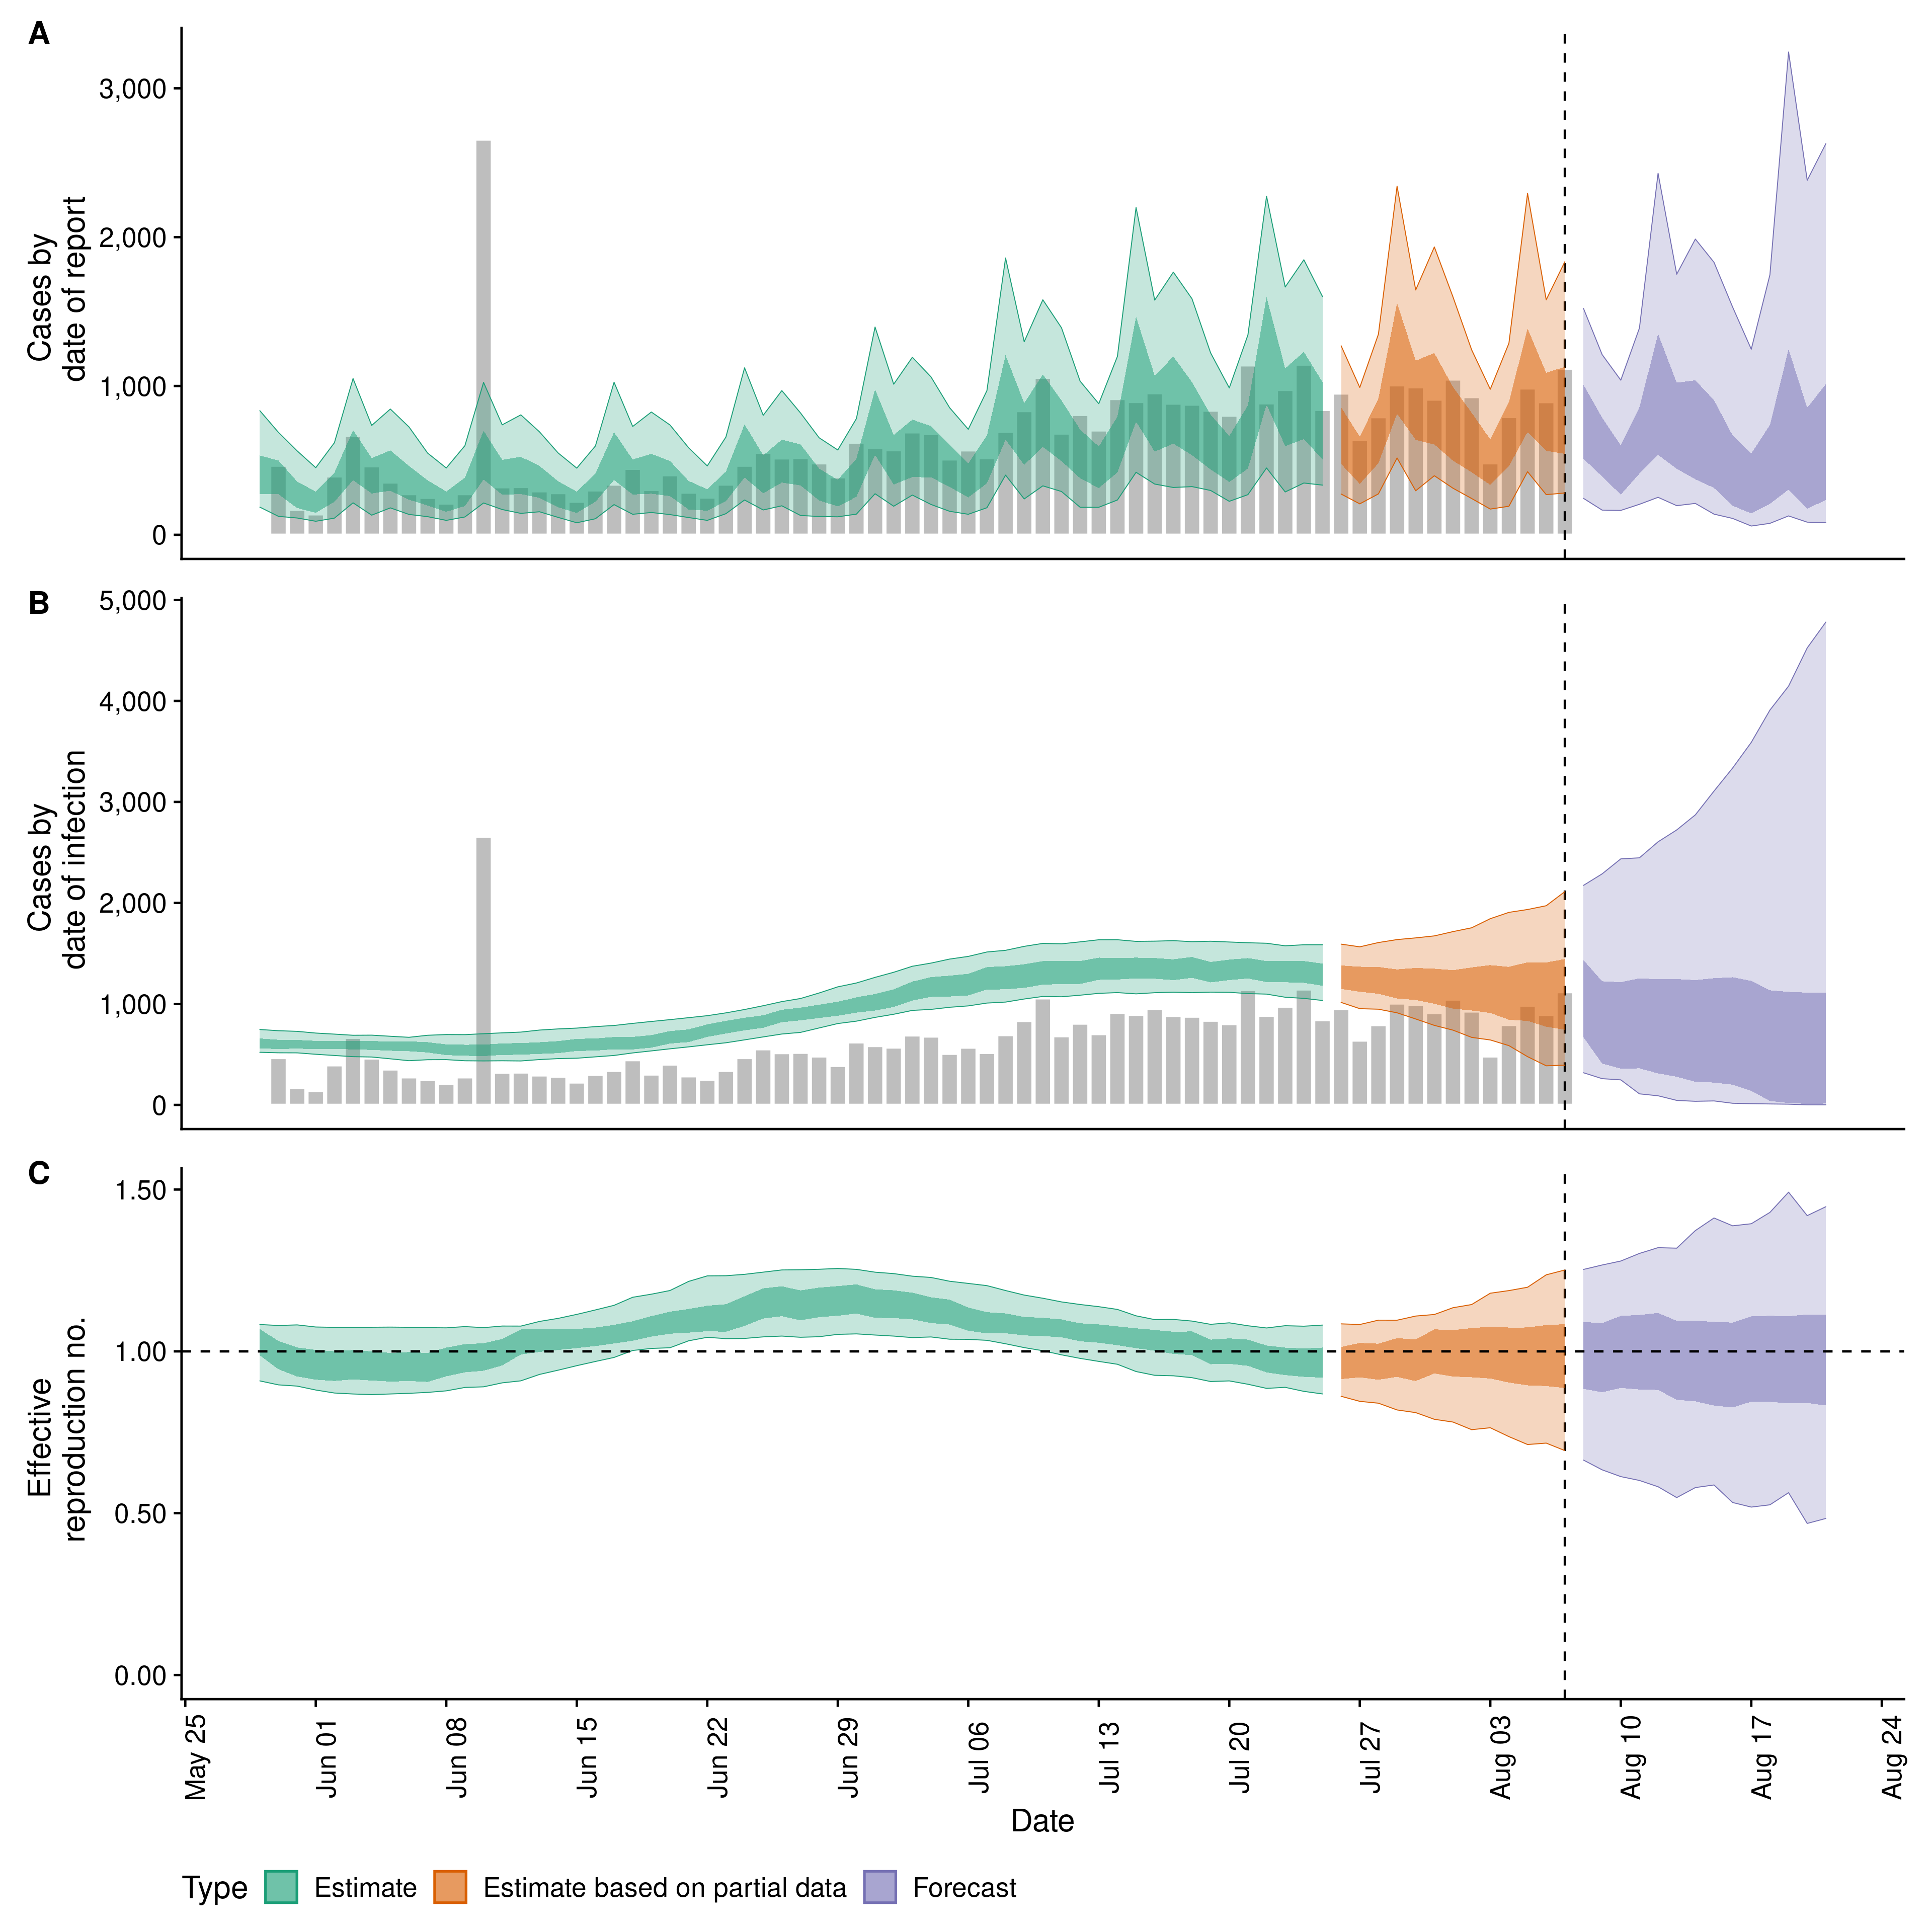 A
Cases by
date of report
3,000
2,000
1,000
0
B
Cases by
date of infection
5,000
4,000
3,000
2,000
1,000
0
C
Effective
reproduction no.
1.50
1.00
0.50
0.00
May 25
Jun 01
Jun 08
Jun 15
Jun 22
Jun 29
Jul 06
Jul 13
Jul 20
Jul 27
Aug 03
Aug 10
Aug 17
Aug 24
Date
Type Estimate Estimate based on partial data Forecast